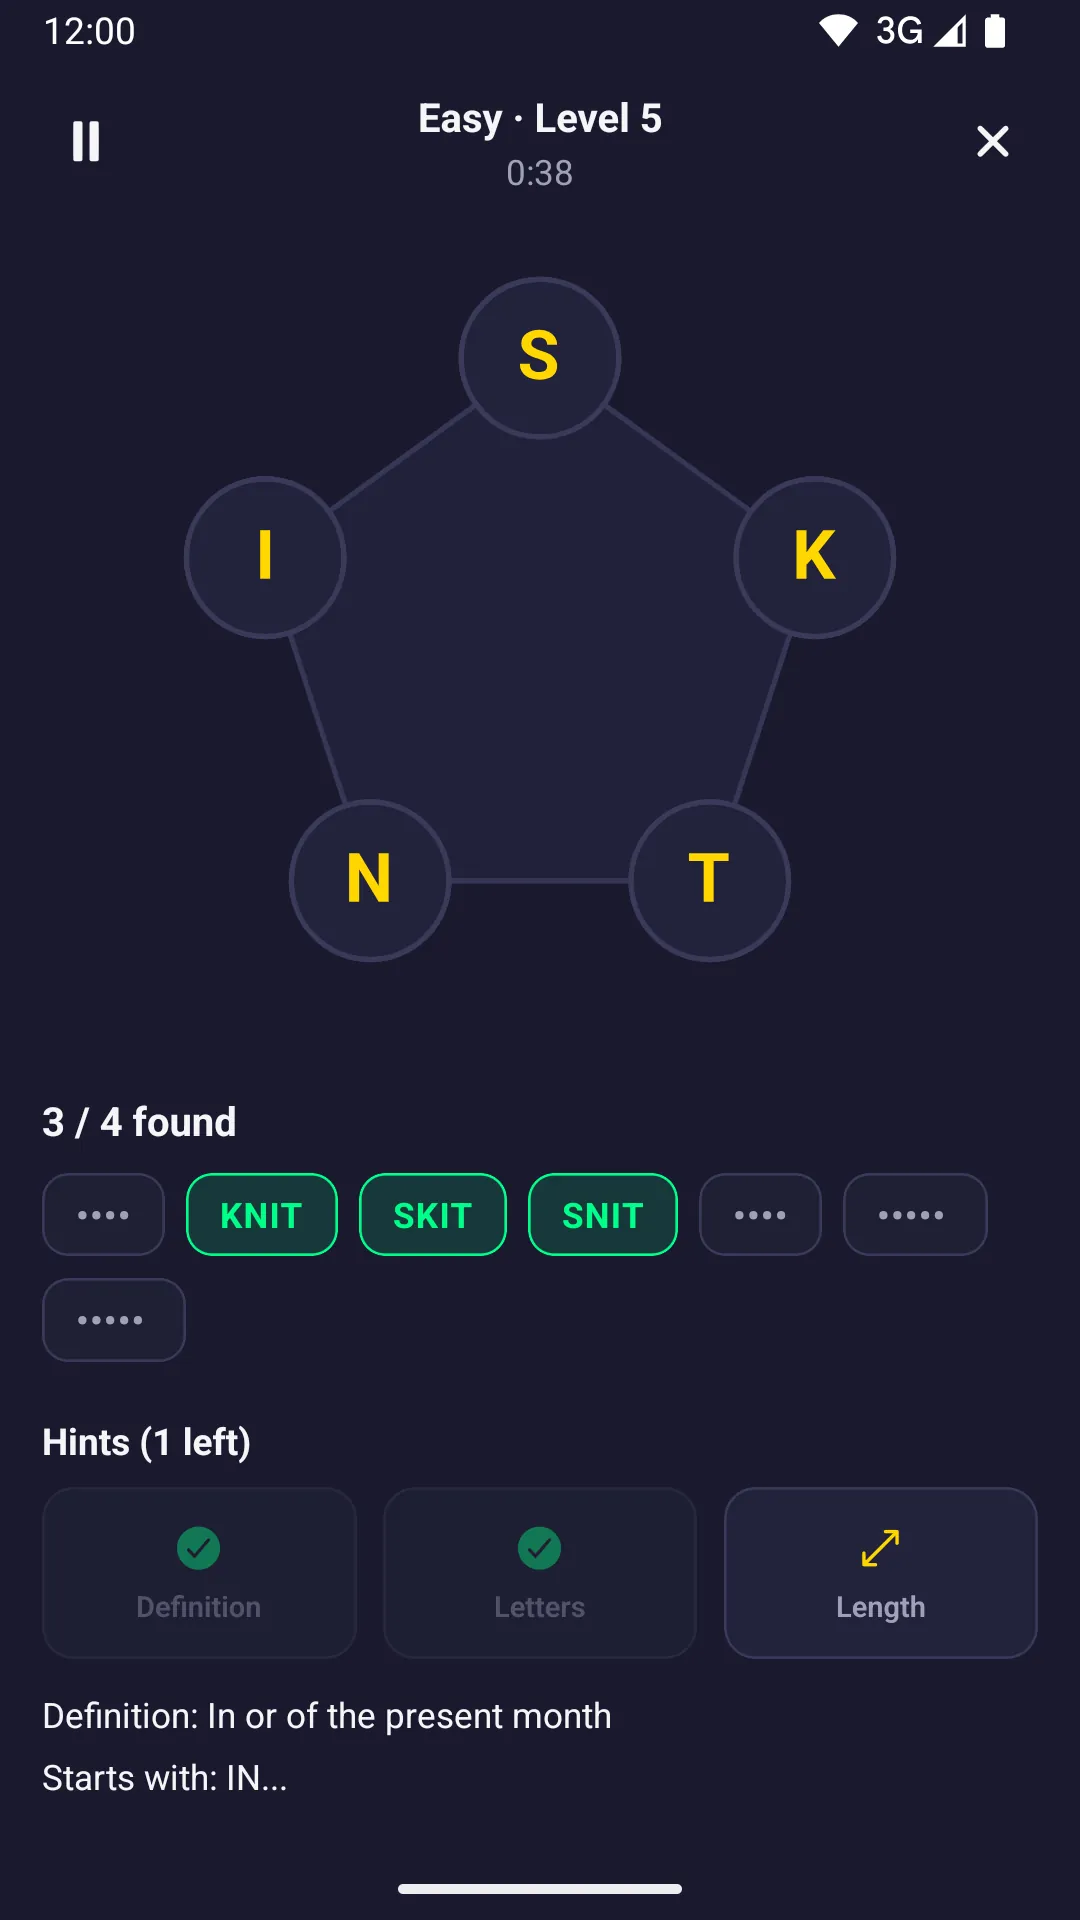 12:00
3G
Easy · Level 5
0:38
S
I
K
N
T
3 / 4 found
•••• KNIT SKIT SNIT •••• •••••
•••••
Hints (1 left)
Definition Letters Length
Definition: In or of the present month
Starts with: IN...